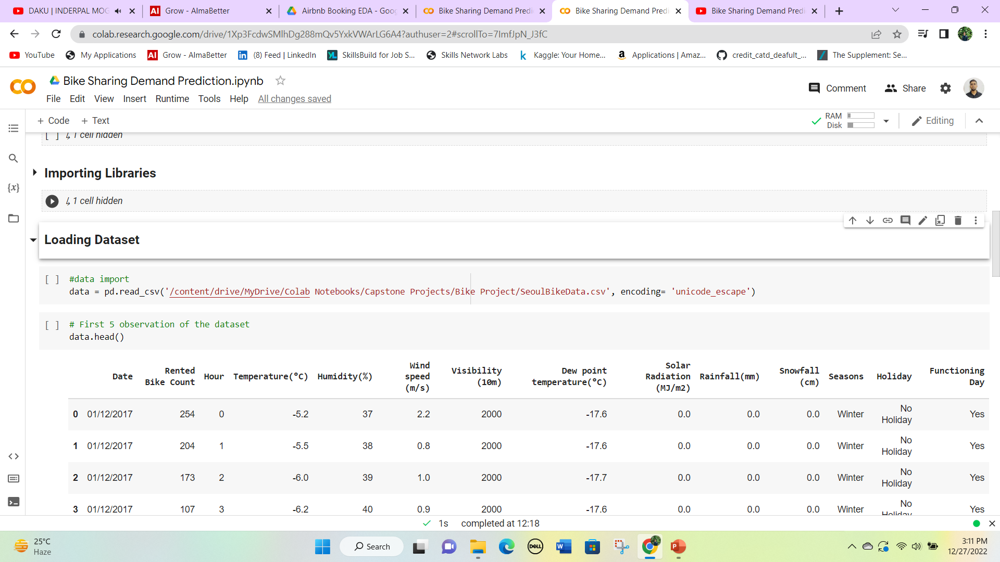 DAKU | INDERPAL MOG
Grow - AlmaBetter
Airbnb Booking EDA - Goog
Bike Sharing Demand Predi
Bike Sharing Demand Predi
Bike Sharing Demand Predi
colab.research.google.com/drive/1Xp3FcdwSMlhDg288mQv5YxkVWArLG6A4?authuser=2#scrollTo=7ImfJpN_J3fC
YouTube My Applications Grow - AlmaBetter (8) Feed | LinkedIn SkillsBuild for Job S... Skills Network Labs Kaggle: Your Home... Applications | Amaz... credit_catd_deafult_... The Supplement: Se...
Bike Sharing Demand Prediction.ipynb
Comment Share
File Edit View Insert Runtime Tools Help All changes saved
+ Code + Text
RAM
Disk
Editing
[ ] ↳ 1 cell hidden
Importing Libraries
↳ 1 cell hidden
Loading Dataset
[ ] #data import
data = pd.read_csv('/content/drive/MyDrive/Colab Notebooks/Capstone Projects/Bike Project/SeoulBikeData.csv', encoding= 'unicode_escape')
[ ] # First 5 observation of the dataset
data.head()
Date Rented Bike Count Hour Temperature(°C) Humidity(%) Wind speed (m/s) Visibility (10m) Dew point temperature(°C) Solar Radiation (MJ/m2) Rainfall(mm) Snowfall (cm) Seasons Holiday Functioning Day
0 01/12/2017 254 0 -5.2 37 2.2 2000 -17.6 0.0 0.0 0.0 Winter No Holiday Yes
1 01/12/2017 204 1 -5.5 38 0.8 2000 -17.6 0.0 0.0 0.0 Winter No Holiday Yes
2 01/12/2017 173 2 -6.0 39 1.0 2000 -17.7 0.0 0.0 0.0 Winter No Holiday Yes
3 01/12/2017 107 3 -6.2 40 0.9 2000 -17.6 0.0 0.0 0.0 Winter No Holiday Yes
1s completed at 12:18
25°C
Haze
Search
3:11 PM
12/27/2022